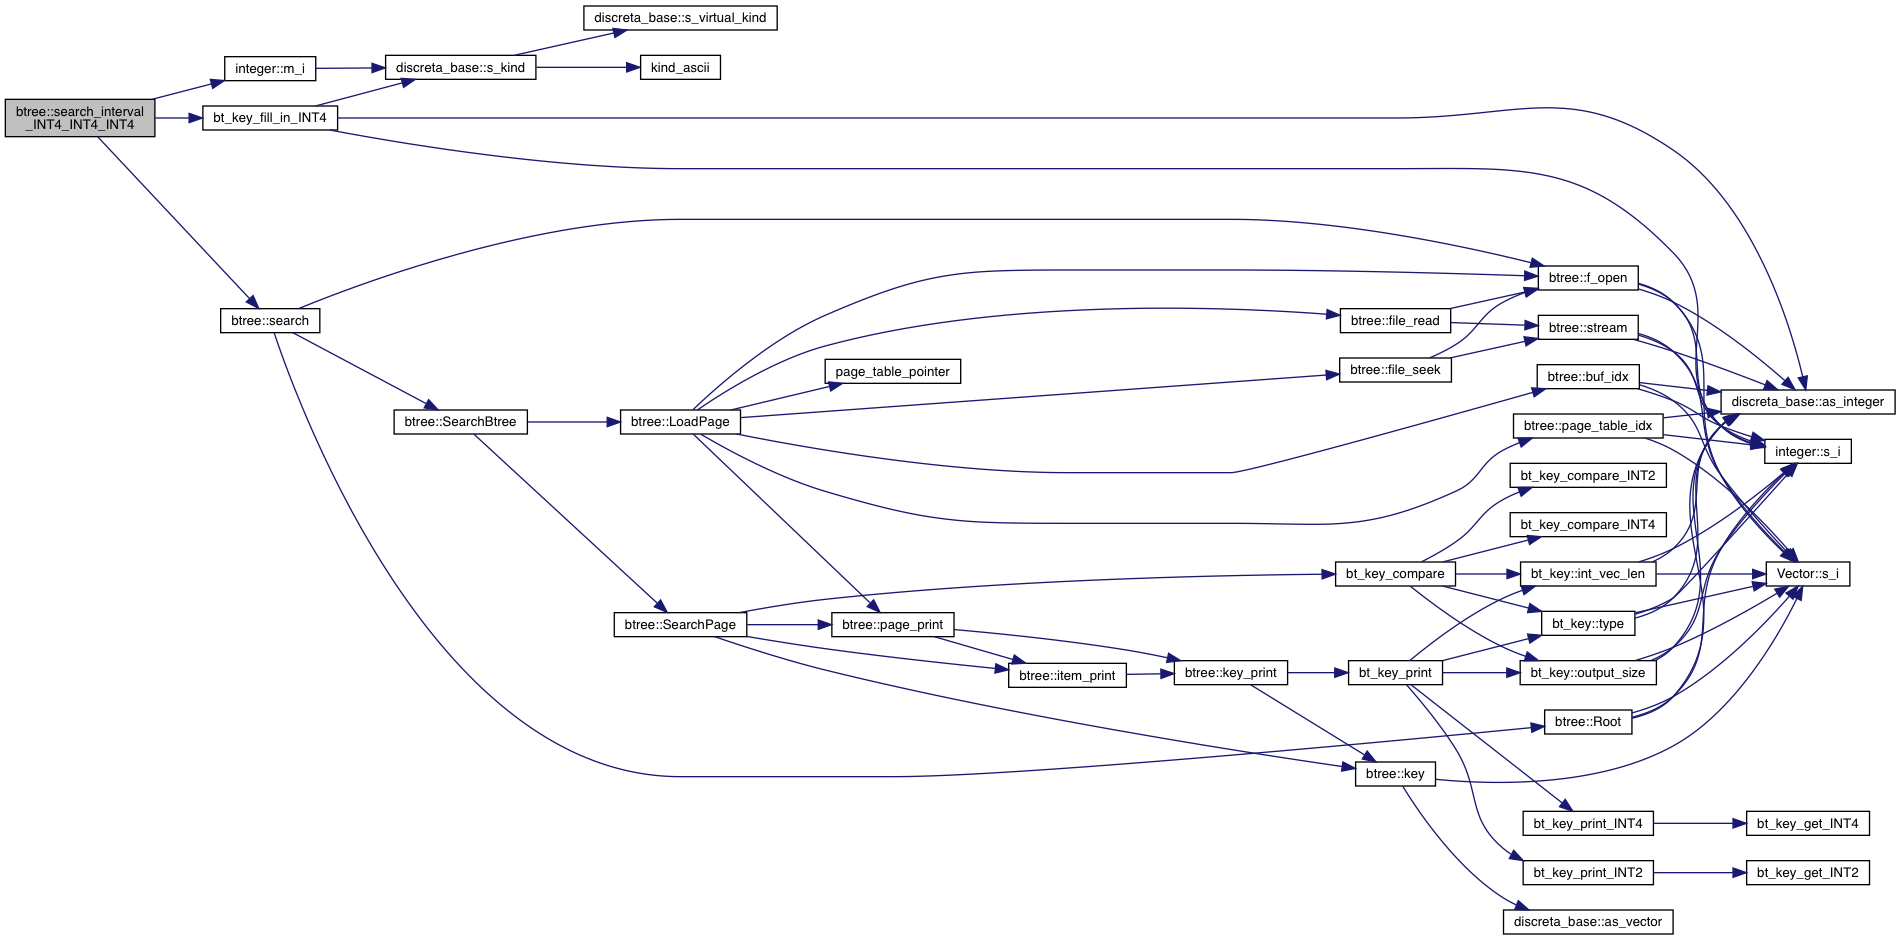 discreta_base::s_virtual_kind
integer::m_i
discreta_base::s_kind
kind_ascii
btree::search_interval
_INT4_INT4_INT4
bt_key_fill_in_INT4
btree::f_open
btree::search
btree::file_read
btree::stream
btree::file_seek
page_table_pointer
btree::buf_idx
discreta_base::as_integer
btree::SearchBtree
btree::LoadPage
btree::page_table_idx
integer::s_i
bt_key_compare_INT2
bt_key_compare_INT4
bt_key_compare
bt_key::int_vec_len
Vector::s_i
btree::SearchPage
btree::page_print
bt_key::type
btree::item_print
btree::key_print
bt_key_print
bt_key::output_size
btree::Root
btree::key
bt_key_print_INT4
bt_key_get_INT4
bt_key_print_INT2
bt_key_get_INT2
discreta_base::as_vector